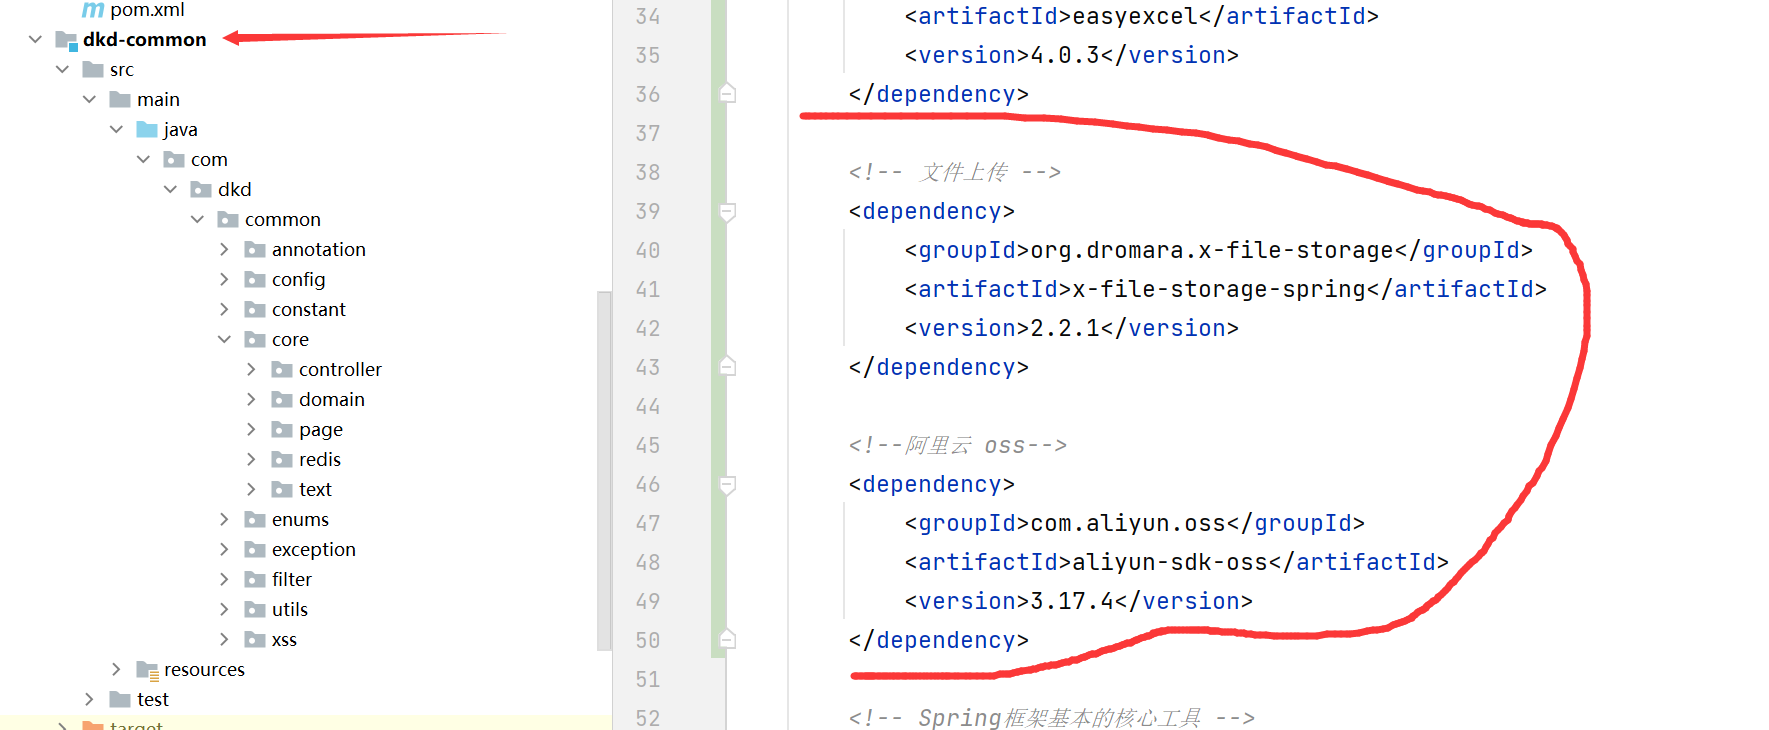 pom.xml
dkd-common
src
main
java
com
dkd
common
annotation
config
constant
core
controller
domain
page
redis
text
enums
exception
filter
utils
xss
resources
test
target
34 <artifactId>easyexcel</artifactId>
35 <version>4.0.3</version>
36 </dependency>
37
38 <!-- 文件上传 -->
39 <dependency>
40 <groupId>org.dromara.x-file-storage</groupId>
41 <artifactId>x-file-storage-spring</artifactId>
42 <version>2.2.1</version>
43 </dependency>
44
45 <!--阿里云 oss-->
46 <dependency>
47 <groupId>com.aliyun.oss</groupId>
48 <artifactId>aliyun-sdk-oss</artifactId>
49 <version>3.17.4</version>
50 </dependency>
51
52 <!-- Spring框架基本的核心工具 -->